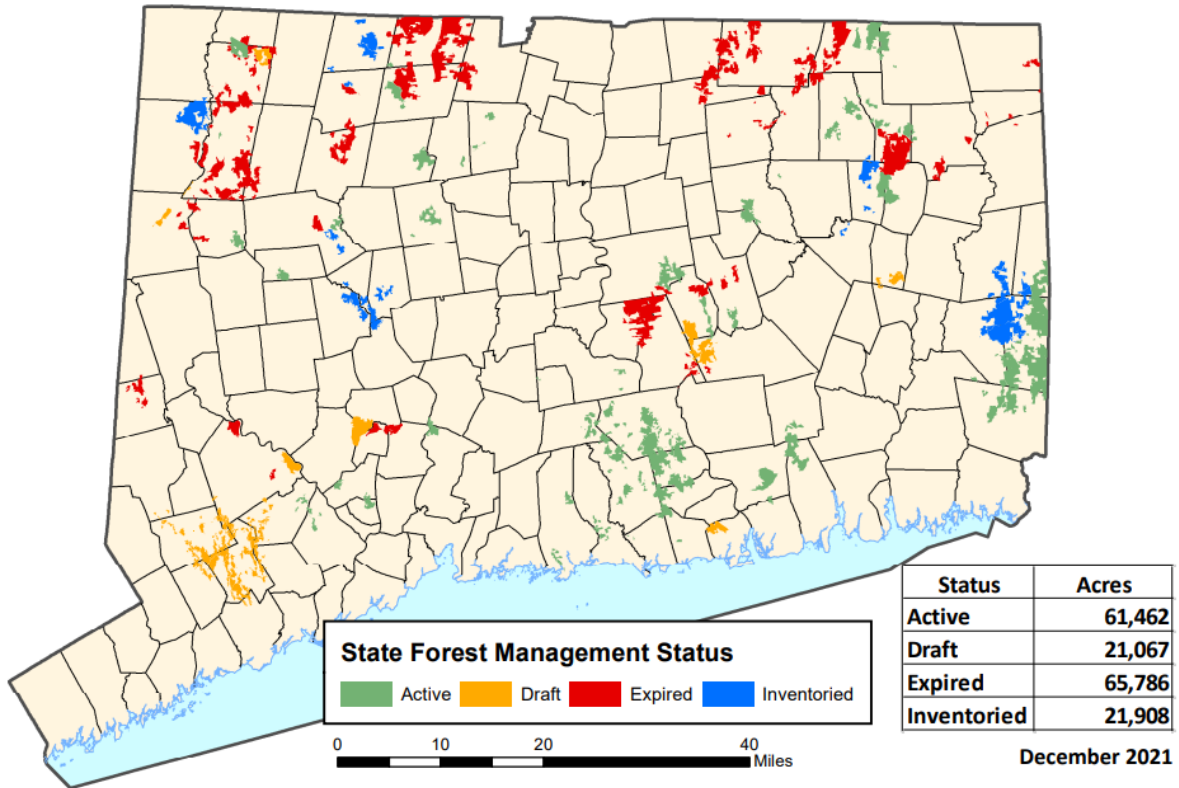 State Forest Management Status
Active Draft Expired Inventoried
0 10 20 40
Miles
Status Acres
Active 61,462
Draft 21,067
Expired 65,786
Inventoried 21,908
December 2021